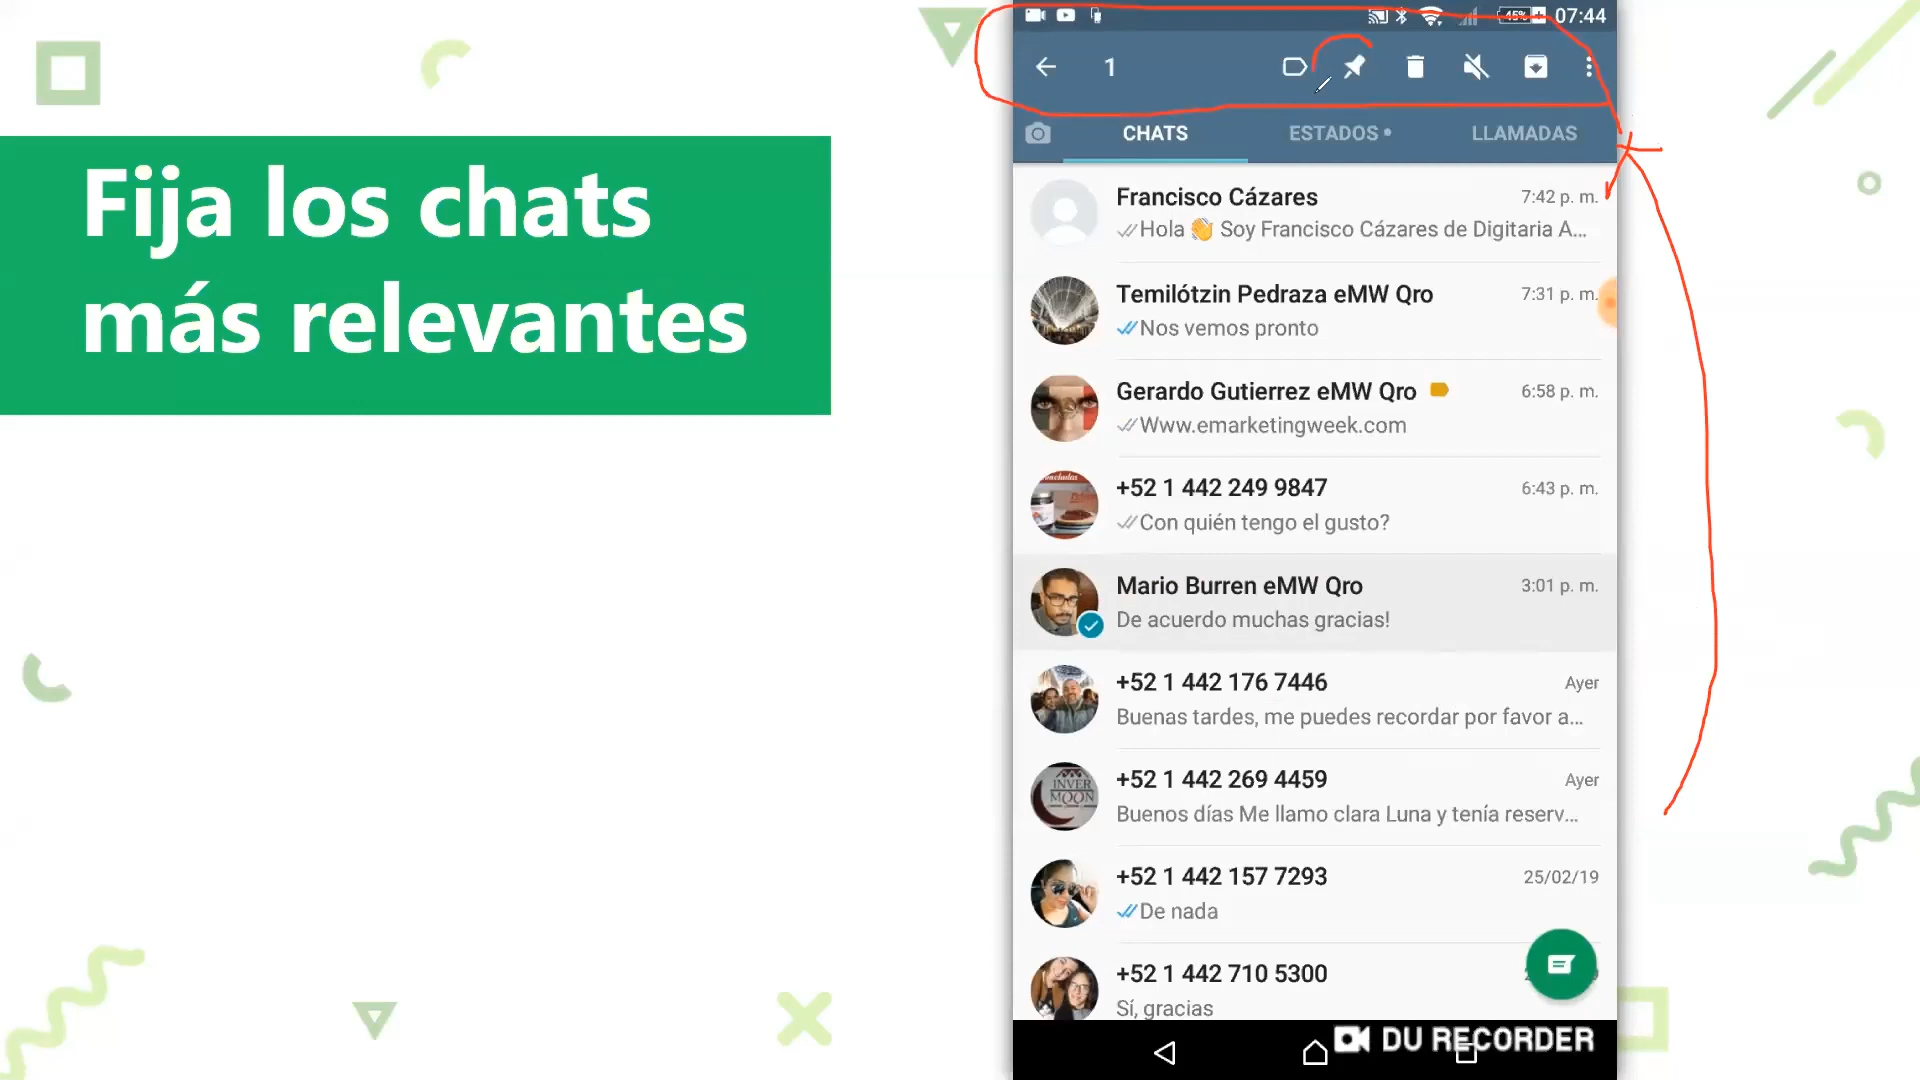 Fija los chats
más relevantes
45%
07:44
1
CHATS
ESTADOS •
LLAMADAS
Francisco Cázares
7:42 p. m.
Hola 👋 Soy Francisco Cázares de Digitaria A...
Temilótzin Pedraza eMW Qro
7:31 p. m.
Nos vemos pronto
Gerardo Gutierrez eMW Qro
6:58 p. m.
Www.emarketingweek.com
+52 1 442 249 9847
6:43 p. m.
Con quién tengo el gusto?
Mario Burren eMW Qro
3:01 p. m.
De acuerdo muchas gracias!
+52 1 442 176 7446
Ayer
Buenas tardes, me puedes recordar por favor a...
INVER
MOON
+52 1 442 269 4459
Ayer
Buenos días Me llamo clara Luna y tenía reserv...
+52 1 442 157 7293
25/02/19
De nada
+52 1 442 710 5300
Sí, gracias
DU RECORDER